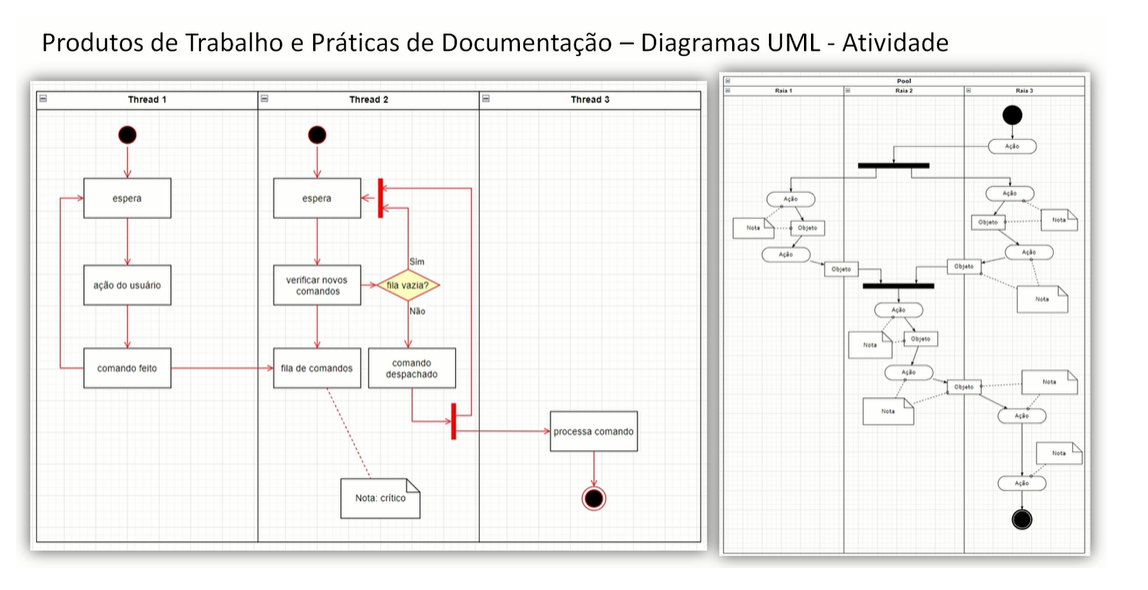 Produtos de Trabalho e Práticas de Documentação – Diagramas UML - Atividade
Thread 1
Thread 2
Thread 3
espera
ação do usuário
comando feito
espera
verificar novos
comandos
fila vazia?
Sim
Não
fila de comandos
comando
despachado
processa comando
Nota: crítico
Pool
Raia 1
Raia 2
Raia 3
Ação
Ação
Ação
Nota
Objeto
Objeto
Nota
Ação
Ação
Objeto
Objeto
Nota
Ação
Nota
Objeto
Ação
Objeto
Nota
Nota
Ação
Nota
Ação